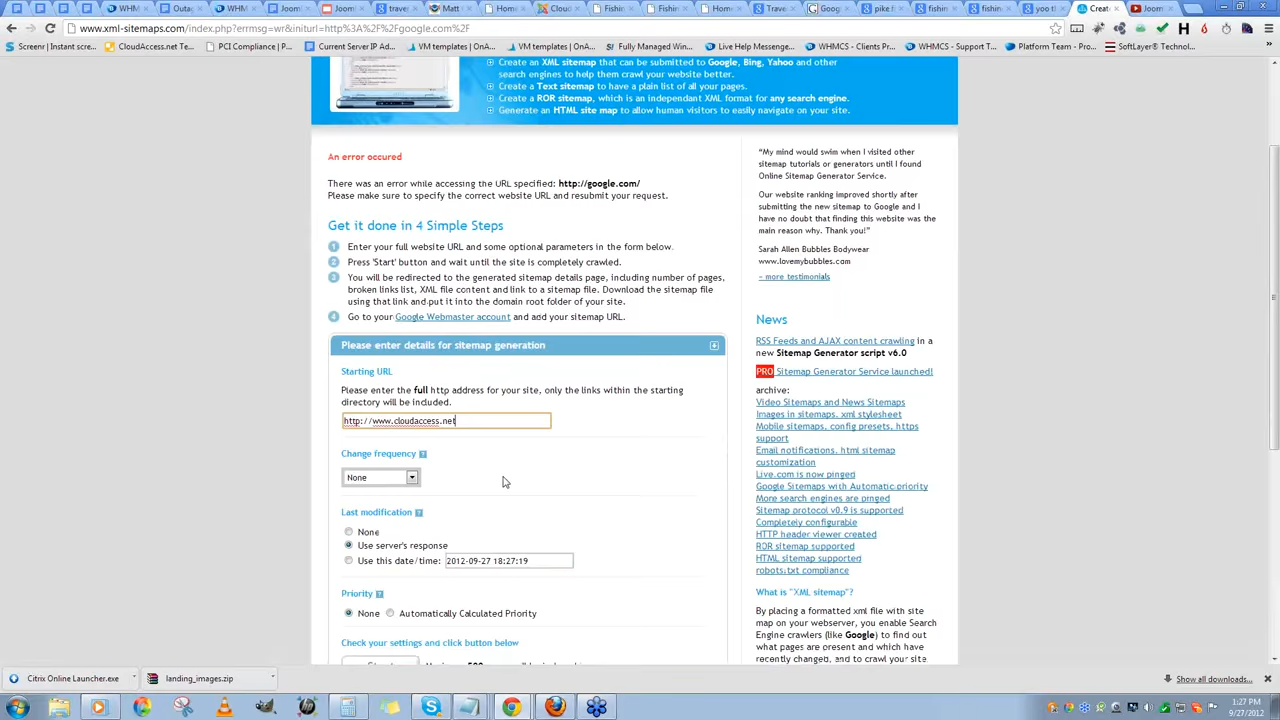 Outag
Joom
travel
Matt
Joom
Cloud
Fishin
Fishin
Hong
Trave
Goog
fishin
fishin
yoo t
Creat
Joom
www.xml-sitemaps.com/index.php?errmsg=wr&initurl=http%3A%2F%2Fgoogle.com%2F
Screenr | Instant scre...
CloudAccess.net Te...
PCI Compliance | P...
Current Server IP Ad...
VM templates | OnA...
VM templates | OnA...
Fully Managed Win...
Live Help Messenge...
WHMCS - Clients Pr...
WHMCS - Support T...
Platform Team - Pro...
SoftLayer® Technol...
Create an XML sitemap that can be submitted to Google, Bing, Yahoo and other
search engines to help them crawl your website better.
Create a Text sitemap to have a plain list of all your pages.
Create a ROR sitemap, which is an independant XML format for any search engine.
Generate an HTML site map to allow human visitors to easily navigate on your site.
An error occured
There was an error while accessing the URL specified: http://google.com/
Please make sure to specify the correct website URL and resubmit your request.
Get it done in 4 Simple Steps
1 Enter your full website URL and some optional parameters in the form below.
2 Press 'Start' button and wait until the site is completely crawled.
3 You will be redirected to the generated sitemap details page, including number of pages,
broken links list, XML file content and link to a sitemap file. Download the sitemap file
using that link and put it into the domain root folder of your site.
4 Go to your Google Webmaster account and add your sitemap URL.
Please enter details for sitemap generation
Starting URL
Please enter the full http address for your site, only the links within the starting
directory will be included.
http://www.cloudaccess.net
Change frequency ?
None
Last modification ?
None
Use server's response
Use this date/time: 2012-09-27 18:27:19
Priority ?
None Automatically Calculated Priority
Check your settings and click button below
"My mind would swim when I visited other
sitemap tutorials or generators until I found
Online Sitemap Generator Service.
Our website ranking improved shortly after
submitting the new sitemap to Google and I
have no doubt that finding this website was the
main reason why. Thank you!"
Sarah Allen Bubbles Bodywear
www.lovemybubbles.com
» more testimonials
News
RSS Feeds and AJAX content crawling in a
new Sitemap Generator script v6.0
PRO Sitemap Generator Service launched!
archive:
Video Sitemaps and News Sitemaps
Images in sitemaps, xml stylesheet
Mobile sitemaps, config presets, https
support
Email notifications, html sitemap
customization
Live.com is now pinged
Google Sitemaps with Automatic priority
More search engines are pinged
Sitemap protocol v0.9 is supported
Completely configurable
HTTP header viewer created
ROR sitemap supported
HTML sitemap supported
robots.txt compliance
What is "XML sitemap"?
By placing a formatted xml file with site
map on your webserver, you enable Search
Engine crawlers (like Google) to find out
what pages are present and which have
recently changed, and to crawl your site
Citrix Online Launcher.exe
landing_images.zip
Show all downloads...
1:27 PM
9/27/2012